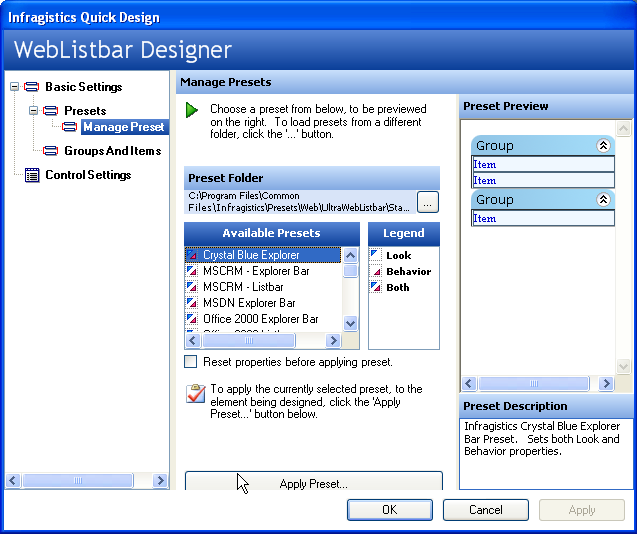 Infragistics Quick Design
WebListbar Designer
Basic Settings
Presets
Manage Preset
Groups And Items
Control Settings
Manage Presets
Choose a preset from below, to be previewed
on the right. To load presets from a different
folder, click the '...' button.
Preset Folder
C:\Program Files\Common
Files\Infragistics\Presets\Web\UltraWebListbar\Sta...
...
Available Presets
Crystal Blue Explorer
MSCRM - Explorer Bar
MSCRM - Listbar
MSDN Explorer Bar
Office 2000 Explorer Bar
Legend
Look
Behavior
Both
Reset properties before applying preset.
To apply the currently selected preset, to the
element being designed, click the 'Apply
Preset...' button below.
Apply Preset...
Preset Preview
Group
Item
Item
Group
Item
Preset Description
Infragistics Crystal Blue Explorer
Bar Preset. Sets both Look and
Behavior properties.
OK
Cancel
Apply